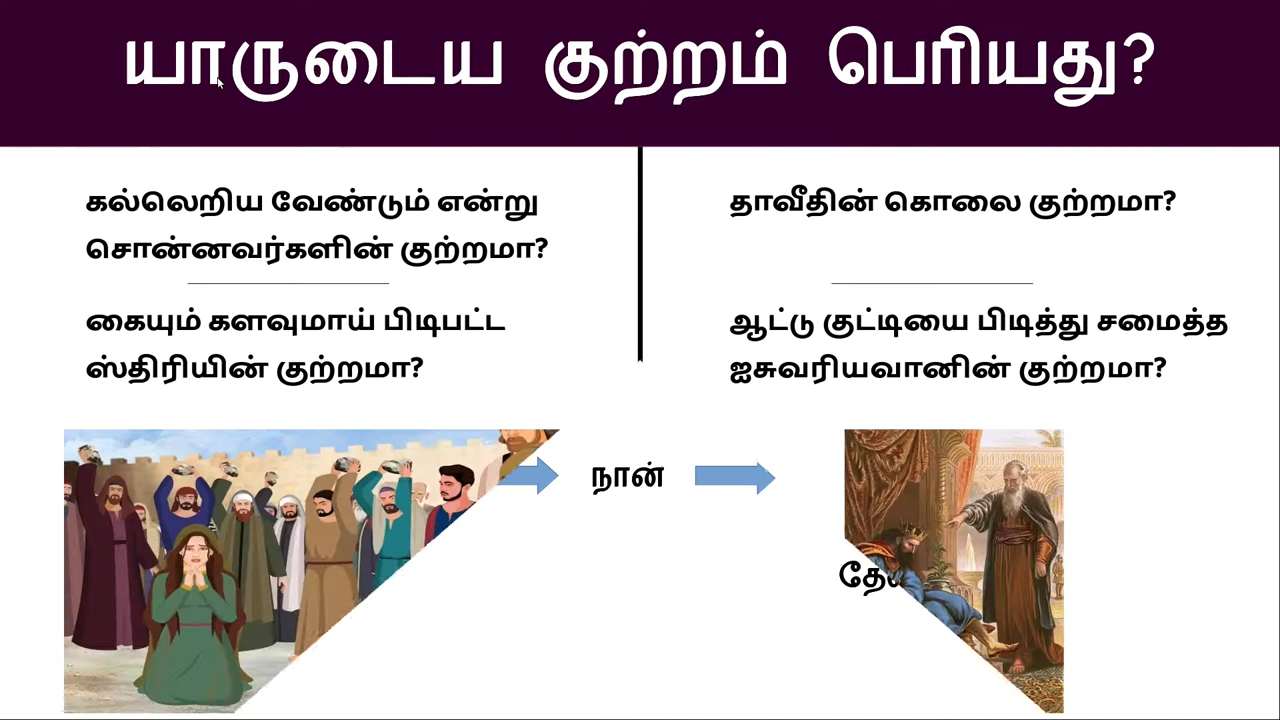 யாருடைய குற்றம் பெரியது?
கல்லெறிய வேண்டும் என்று
சொன்னவர்களின் குற்றமா?
கையும் களவுமாய் பிடிபட்ட
ஸ்திரியின் குற்றமா?
தாவீதின் கொலை குற்றமா?
ஆட்டு குட்டியை பிடித்து சமைத்த
ஐசுவரியவானின் குற்றமா?
நான்